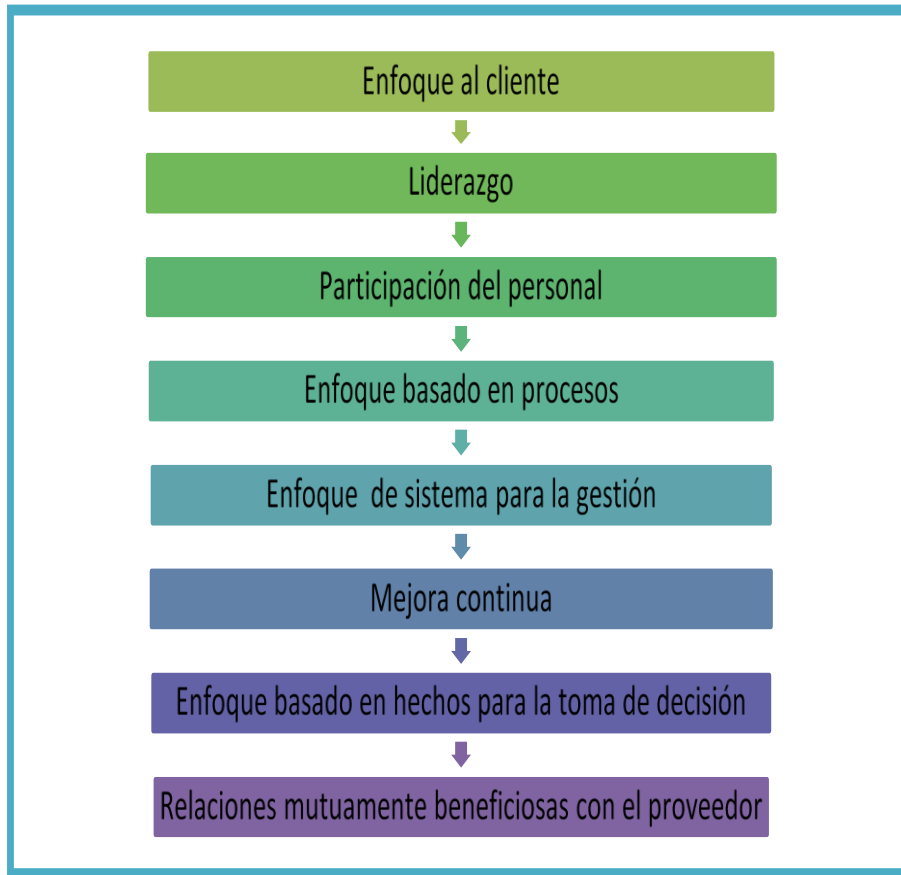 Enfoque al cliente
Liderazgo
Participación del personal
Enfoque basado en procesos
Enfoque  de sistema para la gestión
Mejora continua
Enfoque basado en hechos para la toma de decisión
Relaciones mutuamente beneficiosas con el proveedor